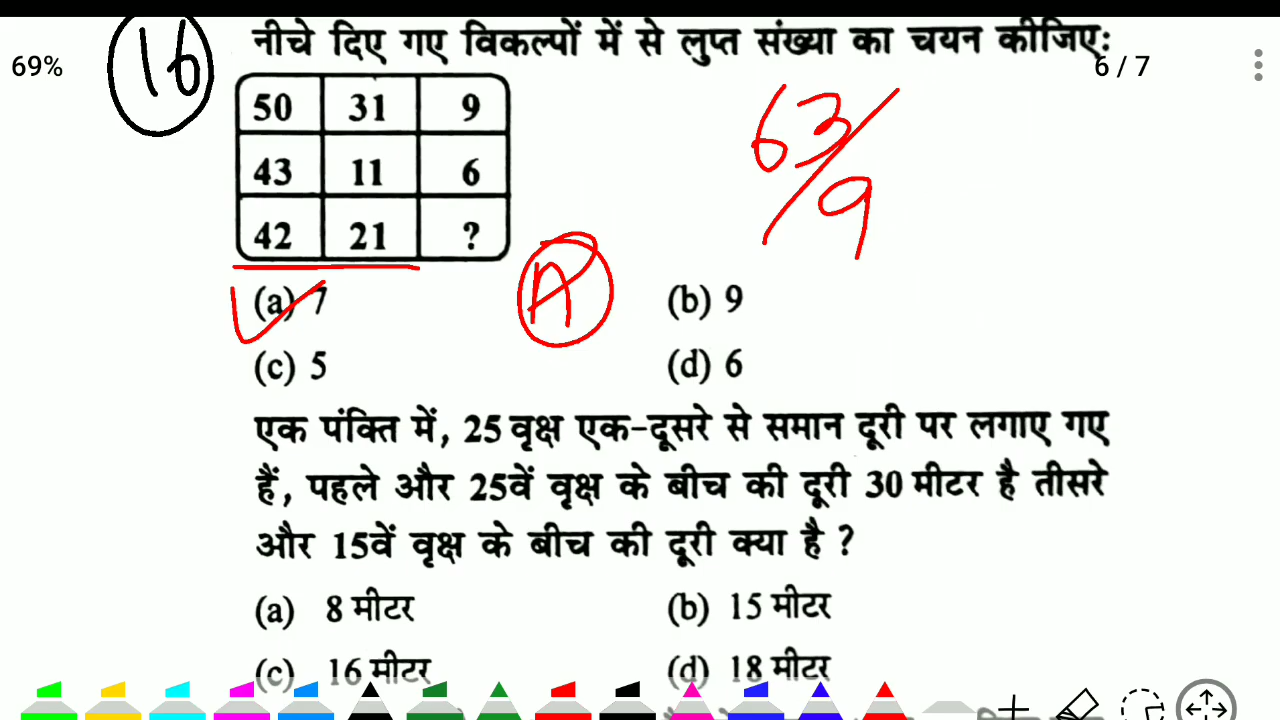 16
नीचे दिए गए विकल्पों में से लुप्त संख्या का चयन कीजिएः
69%
6 / 7
50 31 9
43 11 6
42 21 ?
63/9
(a) 7
A
(b) 9
(c) 5
(d) 6
एक पंक्ति में, 25 वृक्ष एक-दूसरे से समान दूरी पर लगाए गए
हैं, पहले और 25वें वृक्ष के बीच की दूरी 30 मीटर है तीसरे
और 15वें वृक्ष के बीच की दूरी क्या है ?
(a) 8 मीटर
(b) 15 मीटर
(c) 16 मीटर
(d) 18 मीटर